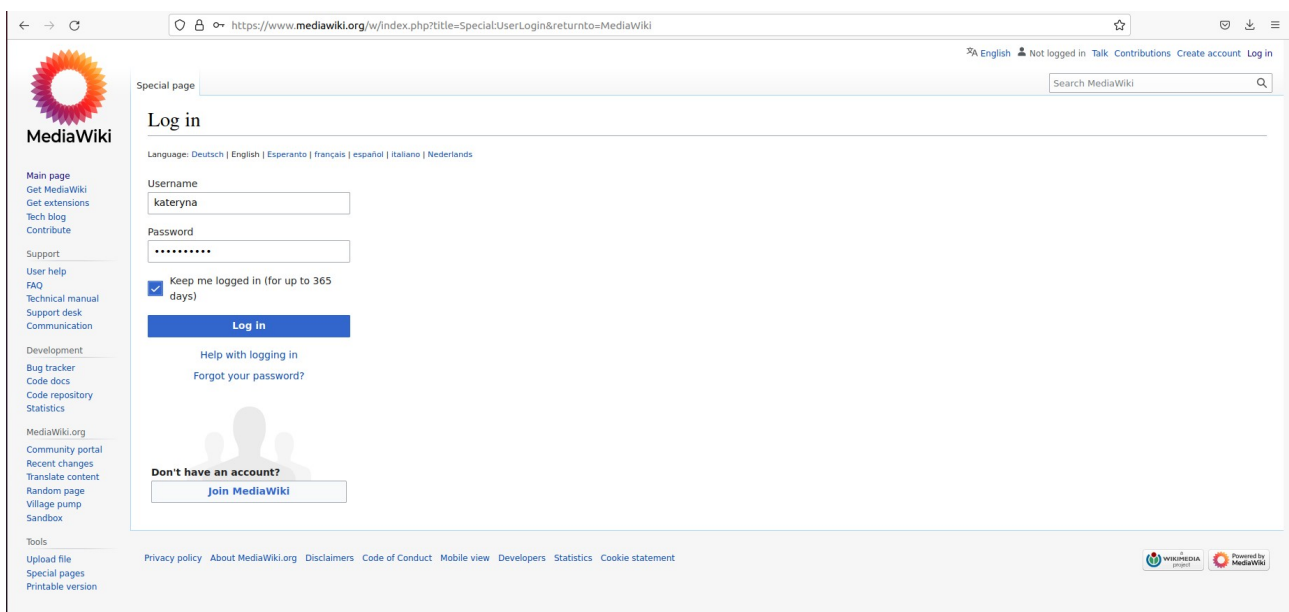 https://www.mediawiki.org/w/index.php?title=Special:UserLogin&returnto=MediaWiki
English Not logged in Talk Contributions Create account Log in
Special page
Search MediaWiki
MediaWiki
Log in
Language: Deutsch | English | Esperanto | français | español | italiano | Nederlands
Main page
Get MediaWiki
Get extensions
Tech blog
Contribute
Support
User help
FAQ
Technical manual
Support desk
Communication
Development
Bug tracker
Code docs
Code repository
Statistics
MediaWiki.org
Community portal
Recent changes
Translate content
Random page
Village pump
Sandbox
Tools
Upload file
Special pages
Printable version
Username
kateryna
Password
••••••••••
Keep me logged in (for up to 365
days)
Log in
Help with logging in
Forgot your password?
Don't have an account?
Join MediaWiki
Privacy policy About MediaWiki.org Disclaimers Code of Conduct Mobile view Developers Statistics Cookie statement
a
WIKIMEDIA
project
Powered by
MediaWiki